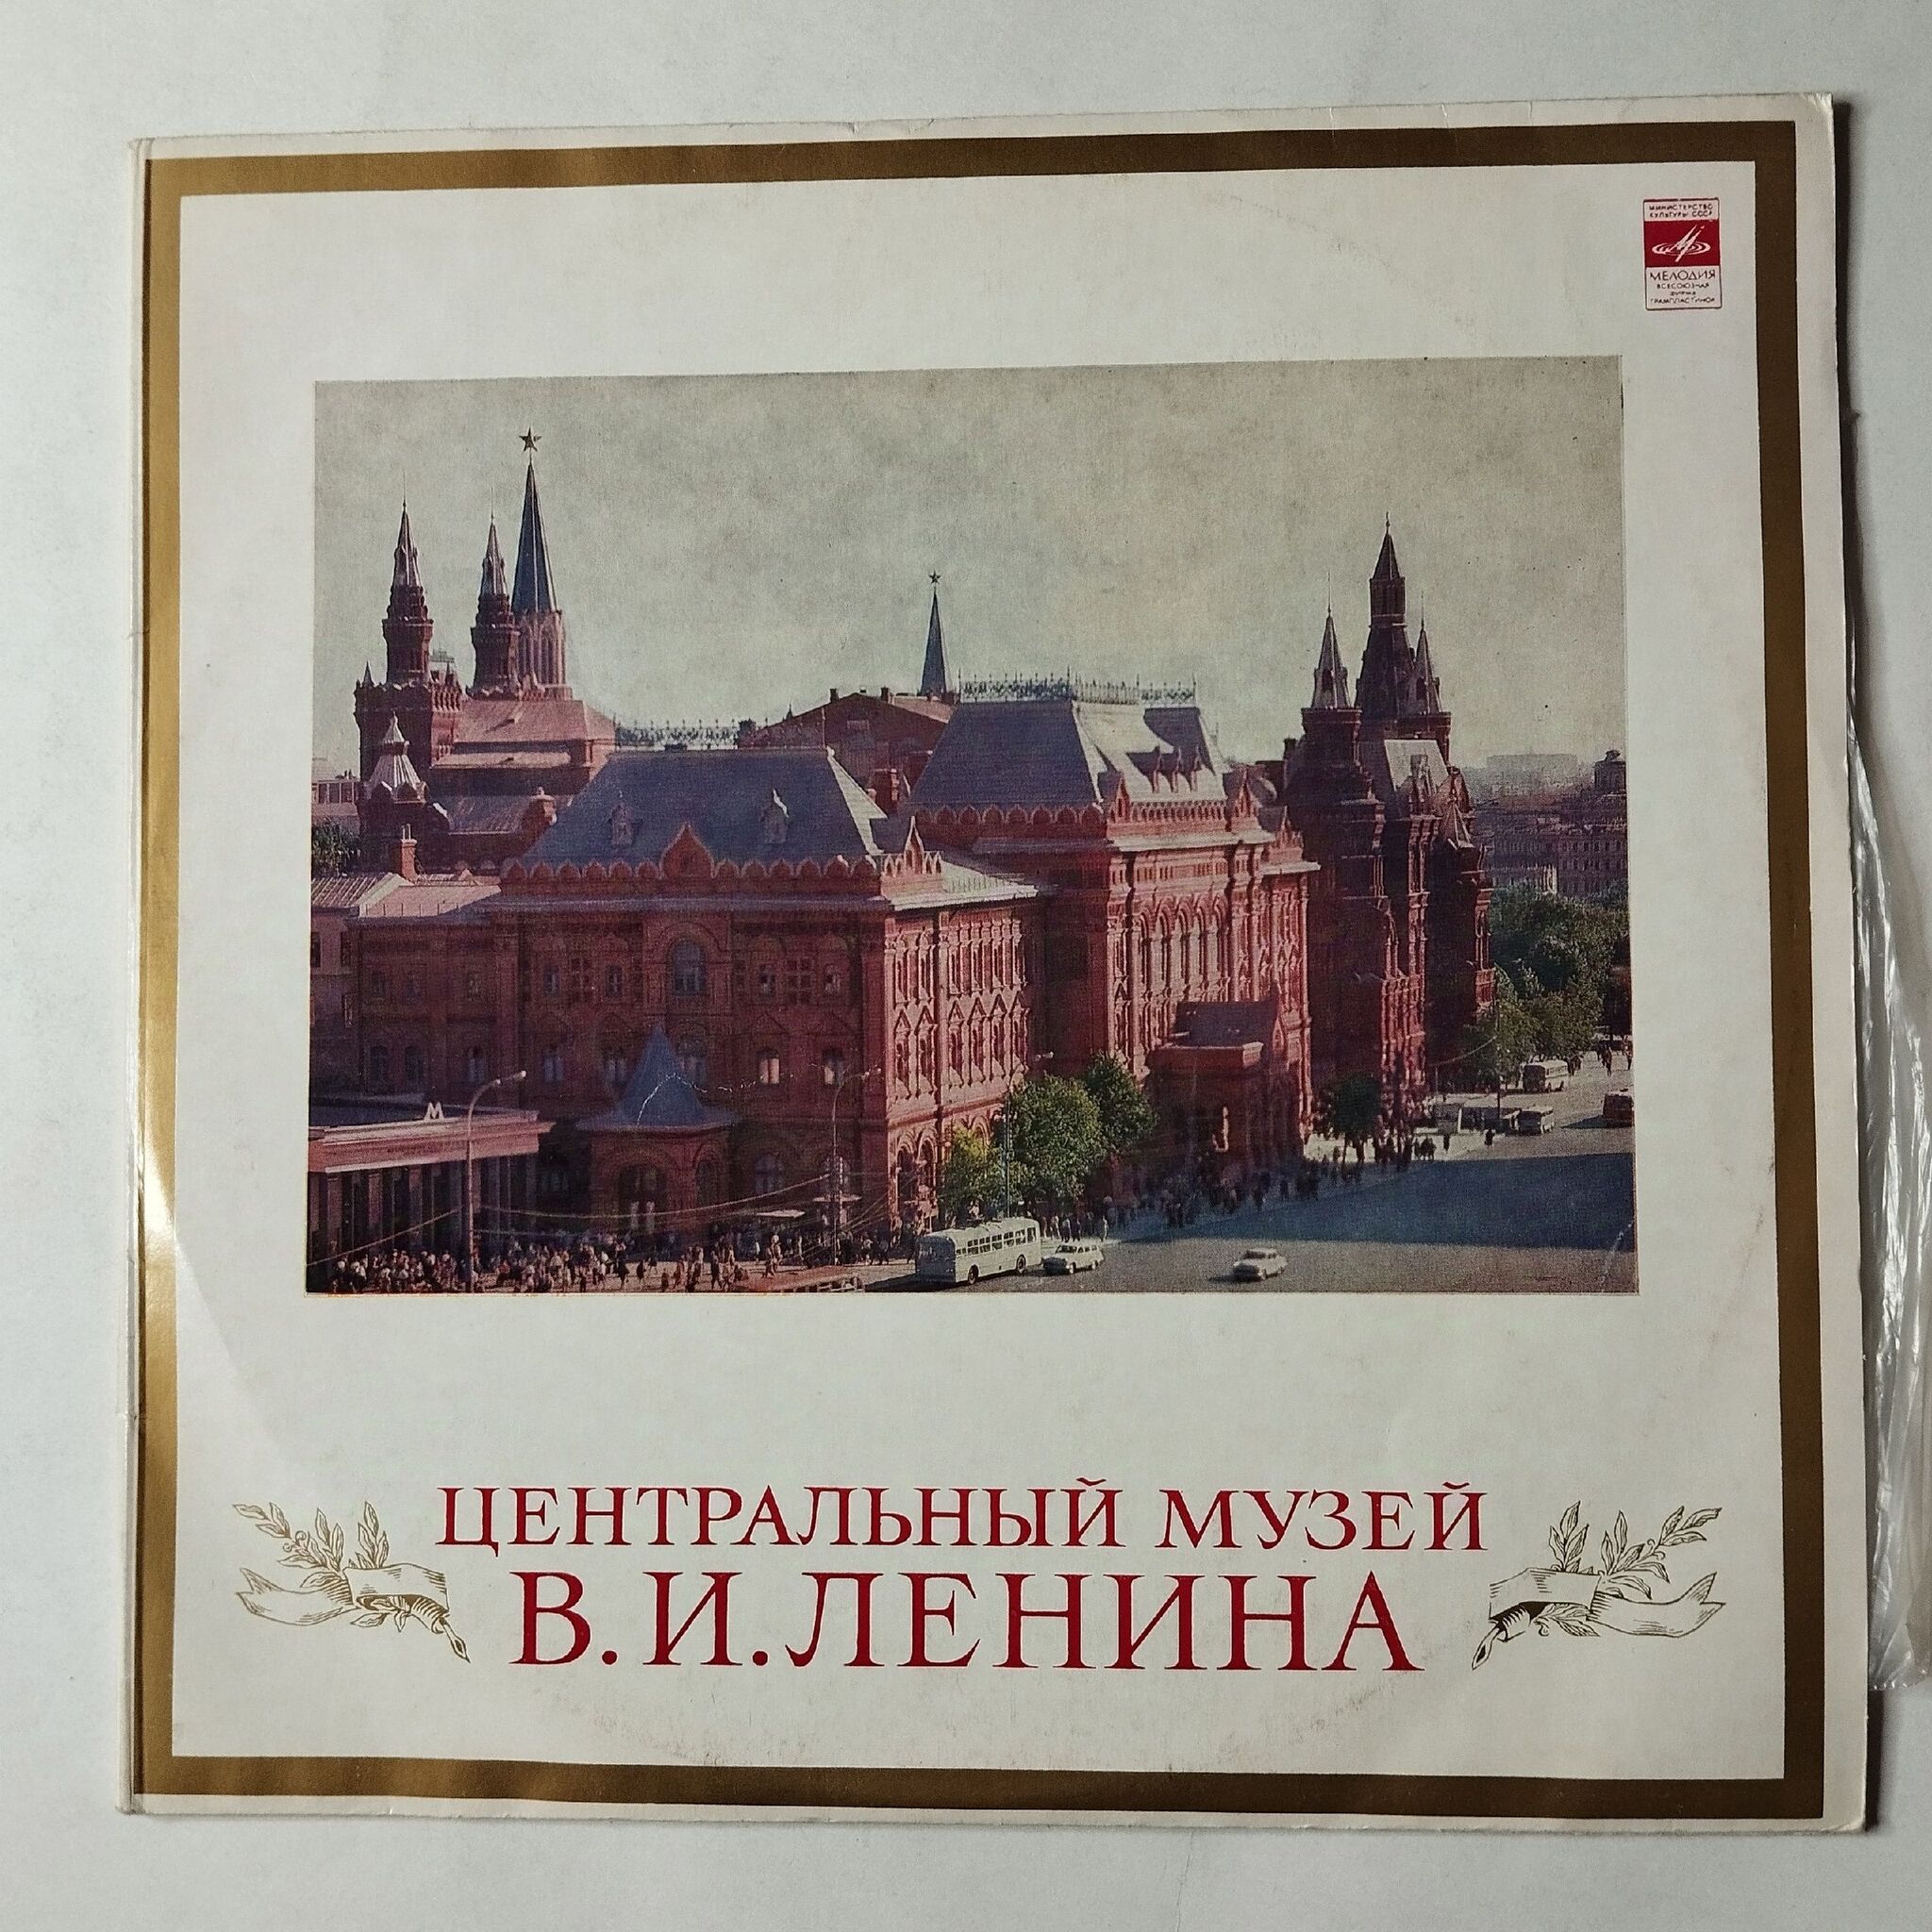 МИНИСТЕРСТВО
КУЛЬТУРЫ СССР
МЕЛОДИЯ
ВСЕСОЮЗНАЯ
ФИРМА
ГРАМПЛАСТИНОК
М
ЦЕНТРАЛЬНЫЙ МУЗЕЙ
В. И. ЛЕНИНА